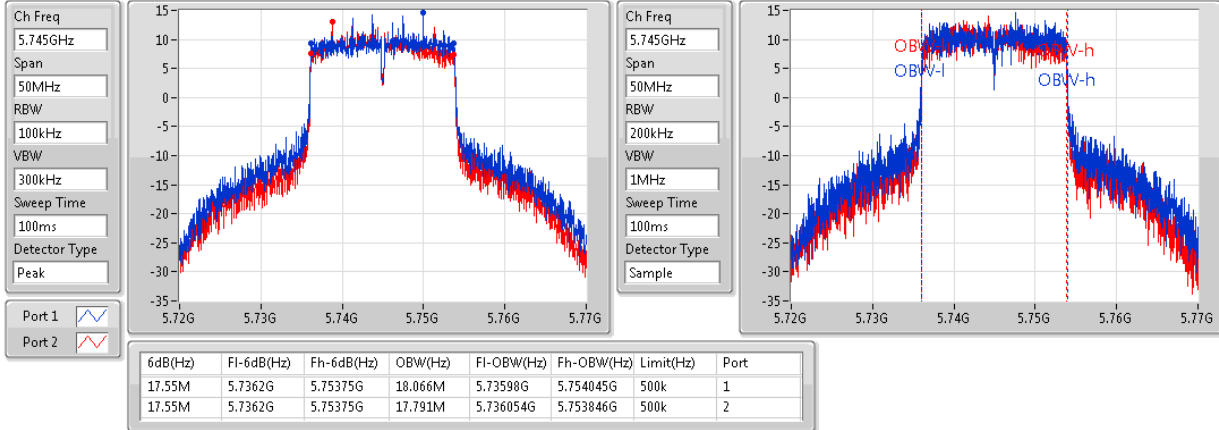 Ch Freq
5.745GHz
Span
50MHz
RBW
100kHz
VBW
300kHz
Sweep Time
100ms
Detector Type
Peak
Port 1
Port 2
15
10
5
0
-5
-10
-15
-20
-25
-30
-35
5.72G 5.73G 5.74G 5.75G 5.76G 5.77G
Ch Freq
5.745GHz
Span
50MHz
RBW
200kHz
VBW
1MHz
Sweep Time
100ms
Detector Type
Sample
15
10
5
0
-5
-10
-15
-20
-25
-30
-35
OBW-h
OBW-l OBW-h
5.72G 5.73G 5.74G 5.75G 5.76G 5.77G
6dB(Hz) Fl-6dB(Hz) Fh-6dB(Hz) OBW(Hz) Fl-OBW(Hz) Fh-OBW(Hz) Limit(Hz) Port
17.55M 5.7362G 5.75375G 18.066M 5.73598G 5.754045G 500k 1
17.55M 5.7362G 5.75375G 17.791M 5.736054G 5.753846G 500k 2